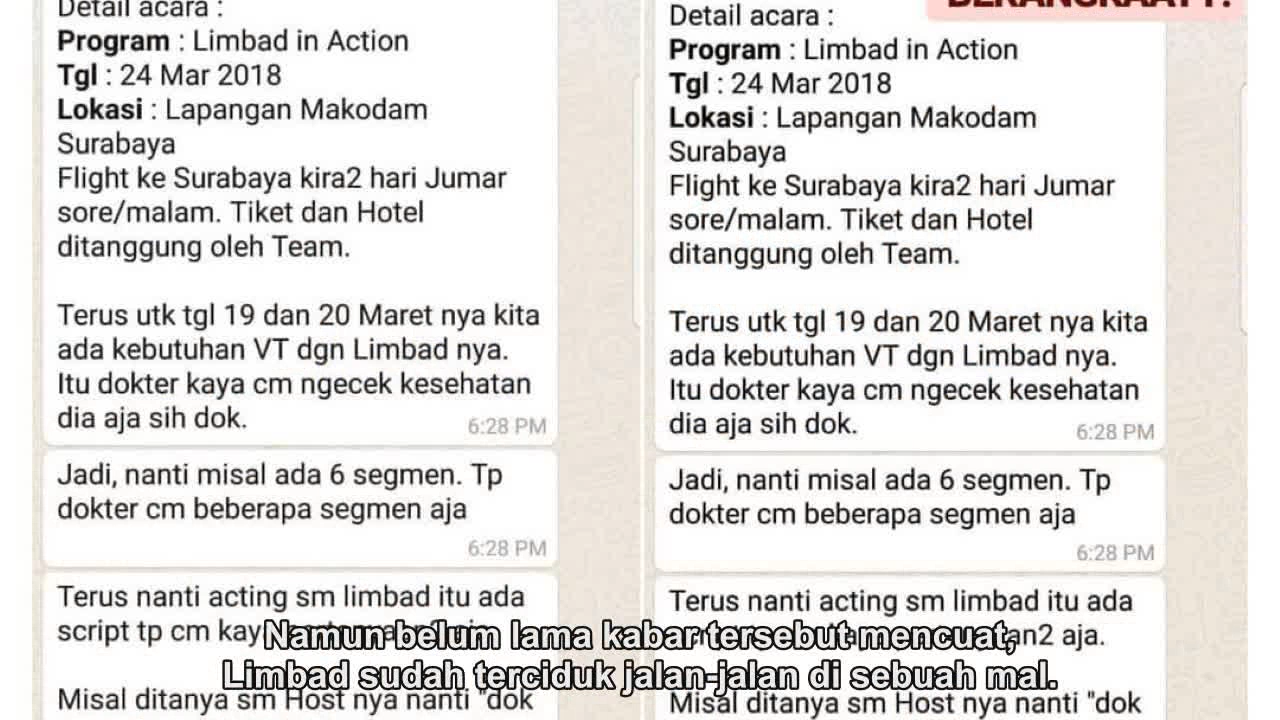 Detail acara :
Program : Limbad in Action
Tgl : 24 Mar 2018
Lokasi : Lapangan Makodam
Surabaya
Flight ke Surabaya kira2 hari Jumar
sore/malam. Tiket dan Hotel
ditanggung oleh Team.
Terus utk tgl 19 dan 20 Maret nya kita
ada kebutuhan VT dgn Limbad nya.
Itu dokter kaya cm ngecek kesehatan
dia aja sih dok.
6:28 PM
Jadi, nanti misal ada 6 segmen. Tp
dokter cm beberapa segmen aja
6:28 PM
Terus nanti acting sm limbad itu ada
script tp cm
Misal ditanya sm Host nya nanti "dok
Detail acara :
Program : Limbad in Action
Tgl : 24 Mar 2018
Lokasi : Lapangan Makodam
Surabaya
Flight ke Surabaya kira2 hari Jumar
sore/malam. Tiket dan Hotel
ditanggung oleh Team.
Terus utk tgl 19 dan 20 Maret nya kita
ada kebutuhan VT dgn Limbad nya.
Itu dokter kaya cm ngecek kesehatan
dia aja sih dok.
6:28 PM
Jadi, nanti misal ada 6 segmen. Tp
dokter cm beberapa segmen aja
6:28 PM
Terus nanti acting sm limbad itu ada
aja.
Misal ditanya sm Host nya nanti "dok
Namun belum lama kabar tersebut mencuat,
Limbad sudah terciduk jalan-jalan di sebuah mal.